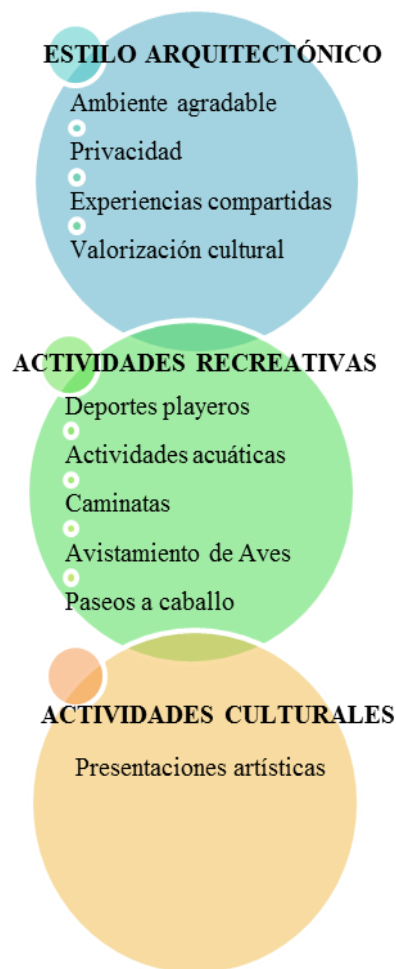 ESTILO ARQUITECTÓNICO
Ambiente agradable
Privacidad
Experiencias compartidas
Valorización cultural
ACTIVIDADES RECREATIVAS
Deportes playeros
Actividades acuáticas
Caminatas
Avistamiento de Aves
Paseos a caballo
ACTIVIDADES CULTURALES
Presentaciones artísticas